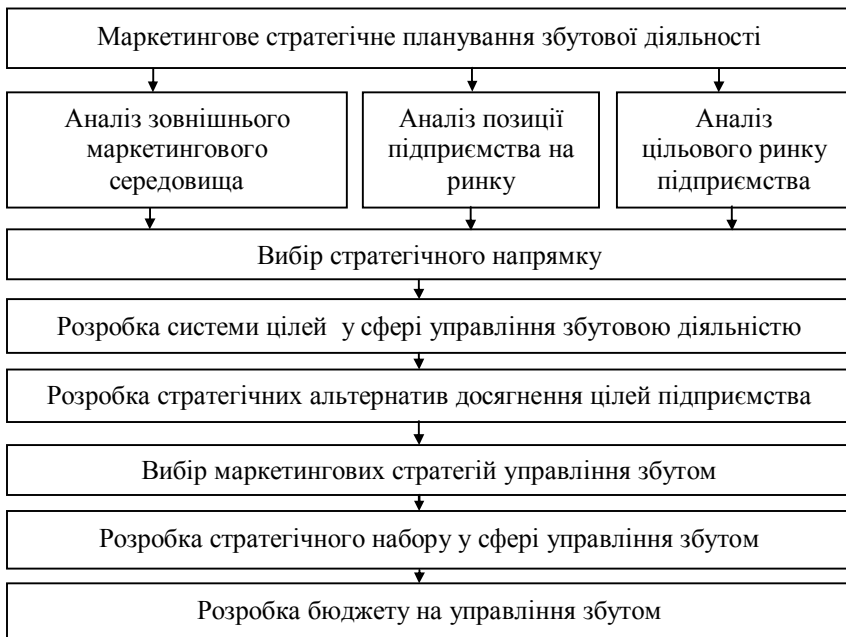 Маркетингове стратегічне планування збутової діяльності
Аналіз зовнішнього
маркетингового
середовища
Аналіз позиції
підприємства на
ринку
Аналіз
цільового ринку
підприємства
Вибір стратегічного напрямку
Розробка системи цілей у сфері управління збутовою діяльністю
Розробка стратегічних альтернатив досягнення цілей підприємства
Вибір маркетингових стратегій управління збутом
Розробка стратегічного набору у сфері управління збутом
Розробка бюджету на управління збутом